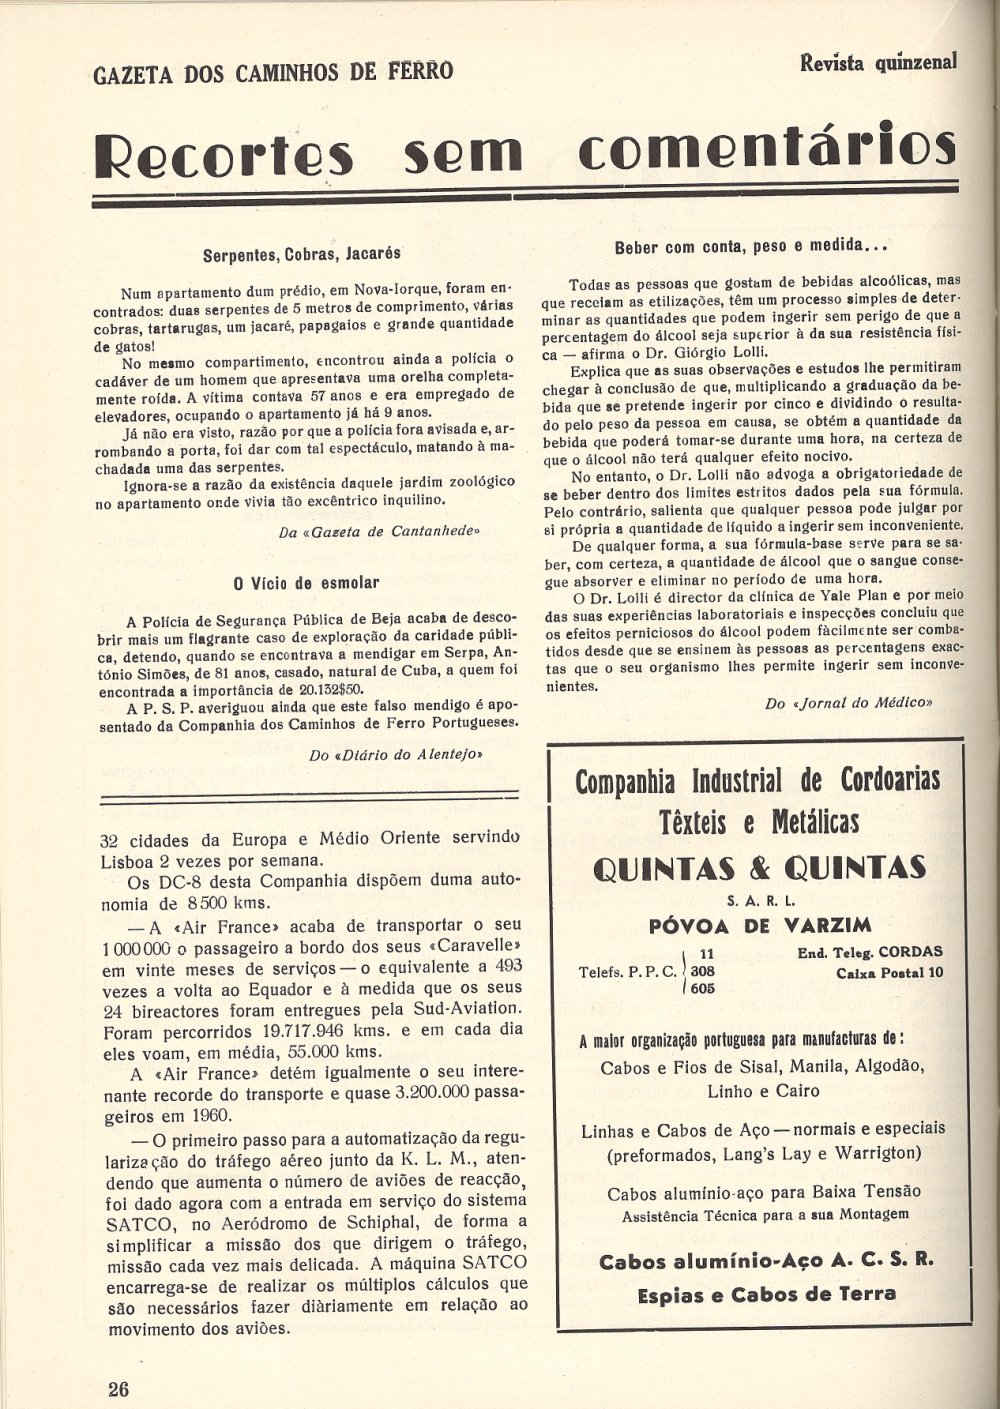 GAZETA DOS CAMINHOS DE FERRO
Revista quinzenal
Recortes sem comentários
Serpentes, Cobras, Jacarés
Num apartamento dum prédio, em Nova-Iorque, foram en-
contrados: duas serpentes de 5 metros de comprimento, várias
cobras, tartarugas, um jacaré, papagaios e grande quantidade
de gatos!
No mesmo compartimento, encontrou ainda a polícia o
cadáver de um homem que apresentava uma orelha completa-
mente roída. A vítima contava 57 anos e era empregado de
elevadores, ocupando o apartamento já há 9 anos.
Já não era visto, razão por que a polícia fora avisada e, ar-
rombando a porta, foi dar com tal espectáculo, matando à ma-
chadada uma das serpentes.
Ignora-se a razão da existência daquele jardim zoológico
no apartamento onde vivia tão excêntrico inquilino.
Da «Gazeta de Cantanhede»
O Vício de esmolar
A Polícia de Segurança Pública de Beja acaba de desco-
brir mais um flagrante caso de exploração da caridade públi-
ca, detendo, quando se encontrava a mendigar em Serpa, An-
tónio Simões, de 81 anos, casado, natural de Cuba, a quem foi
encontrada a importância de 20.132$50.
A P. S. P. averiguou ainda que este falso mendigo é apo-
sentado da Companhia dos Caminhos de Ferro Portugueses.
Do «Diário do Alentejo»
32 cidades da Europa e Médio Oriente servindo
Lisboa 2 vezes por semana.
Os DC-8 desta Companhia dispõem duma auto-
nomia de 8 500 kms.
— A «Air France» acaba de transportar o seu
1 000 000 o passageiro a bordo dos seus «Caravelle»
em vinte meses de serviços — o equivalente a 493
vezes a volta ao Equador e à medida que os seus
24 bireactores foram entregues pela Sud-Aviation.
Foram percorridos 19.717.946 kms. e em cada dia
eles voam, em média, 55.000 kms.
A «Air France» detém igualmente o seu intere-
nante recorde do transporte e quase 3.200.000 passa-
geiros em 1960.
— O primeiro passo para a automatização da regu-
larização do tráfego aéreo junto da K. L. M., aten-
dendo que aumenta o número de aviões de reacção,
foi dado agora com a entrada em serviço do sistema
SATCO, no Aeródromo de Schiphal, de forma a
simplificar a missão dos que dirigem o tráfego,
missão cada vez mais delicada. A máquina SATCO
encarrega-se de realizar os múltiplos cálculos que
são necessários fazer diàriamente em relação ao
movimento dos aviões.
Beber com conta, peso e medida...
Todas as pessoas que gostam de bebidas alcoólicas, mas
que receiam as etilizações, têm um processo simples de deter-
minar as quantidades que podem ingerir sem perigo de que a
percentagem do álcool seja superior à da sua resistência físi-
ca — afirma o Dr. Giórgio Lolli.
Explica que as suas observações e estudos lhe permitiram
chegar à conclusão de que, multiplicando a graduação da be-
bida que se pretende ingerir por cinco e dividindo o resulta-
do pelo peso da pessoa em causa, se obtém a quantidade da
bebida que poderá tomar-se durante uma hora, na certeza de
que o álcool não terá qualquer efeito nocivo.
No entanto, o Dr. Lolli não advoga a obrigatoriedade de
se beber dentro dos limites estritos dados pela sua fórmula.
Pelo contrário, salienta que qualquer pessoa pode julgar por
si própria a quantidade de líquido a ingerir sem inconveniente.
De qualquer forma, a sua fórmula-base serve para se sa-
ber, com certeza, a quantidade de álcool que o sangue conse-
gue absorver e eliminar no período de uma hora.
O Dr. Lolli é director da clínica de Yale Plan e por meio
das suas experiências laboratoriais e inspecções concluiu que
os efeitos perniciosos do álcool podem fàcilmente ser comba-
tidos desde que se ensinem às pessoas as percentagens exac-
tas que o seu organismo lhes permite ingerir sem inconve-
nientes.
Do «Jornal do Médico»
Companhia Industrial de Cordoarias
Têxteis e Metálicas
QUINTAS & QUINTAS
S. A. R. L.
PÓVOA DE VARZIM
Telefs. P. P. C. 11
308
605
End. Teleg. CORDAS
Caixa Postal 10
A maior organização portuguesa para manufacturas de:
Cabos e Fios de Sisal, Manila, Algodão,
Linho e Cairo
Linhas e Cabos de Aço — normais e especiais
(preformados, Lang's Lay e Warrigton)
Cabos alumínio-aço para Baixa Tensão
Assistência Técnica para a sua Montagem
Cabos alumínio-Aço A. C. S. R.
Espias e Cabos de Terra
26